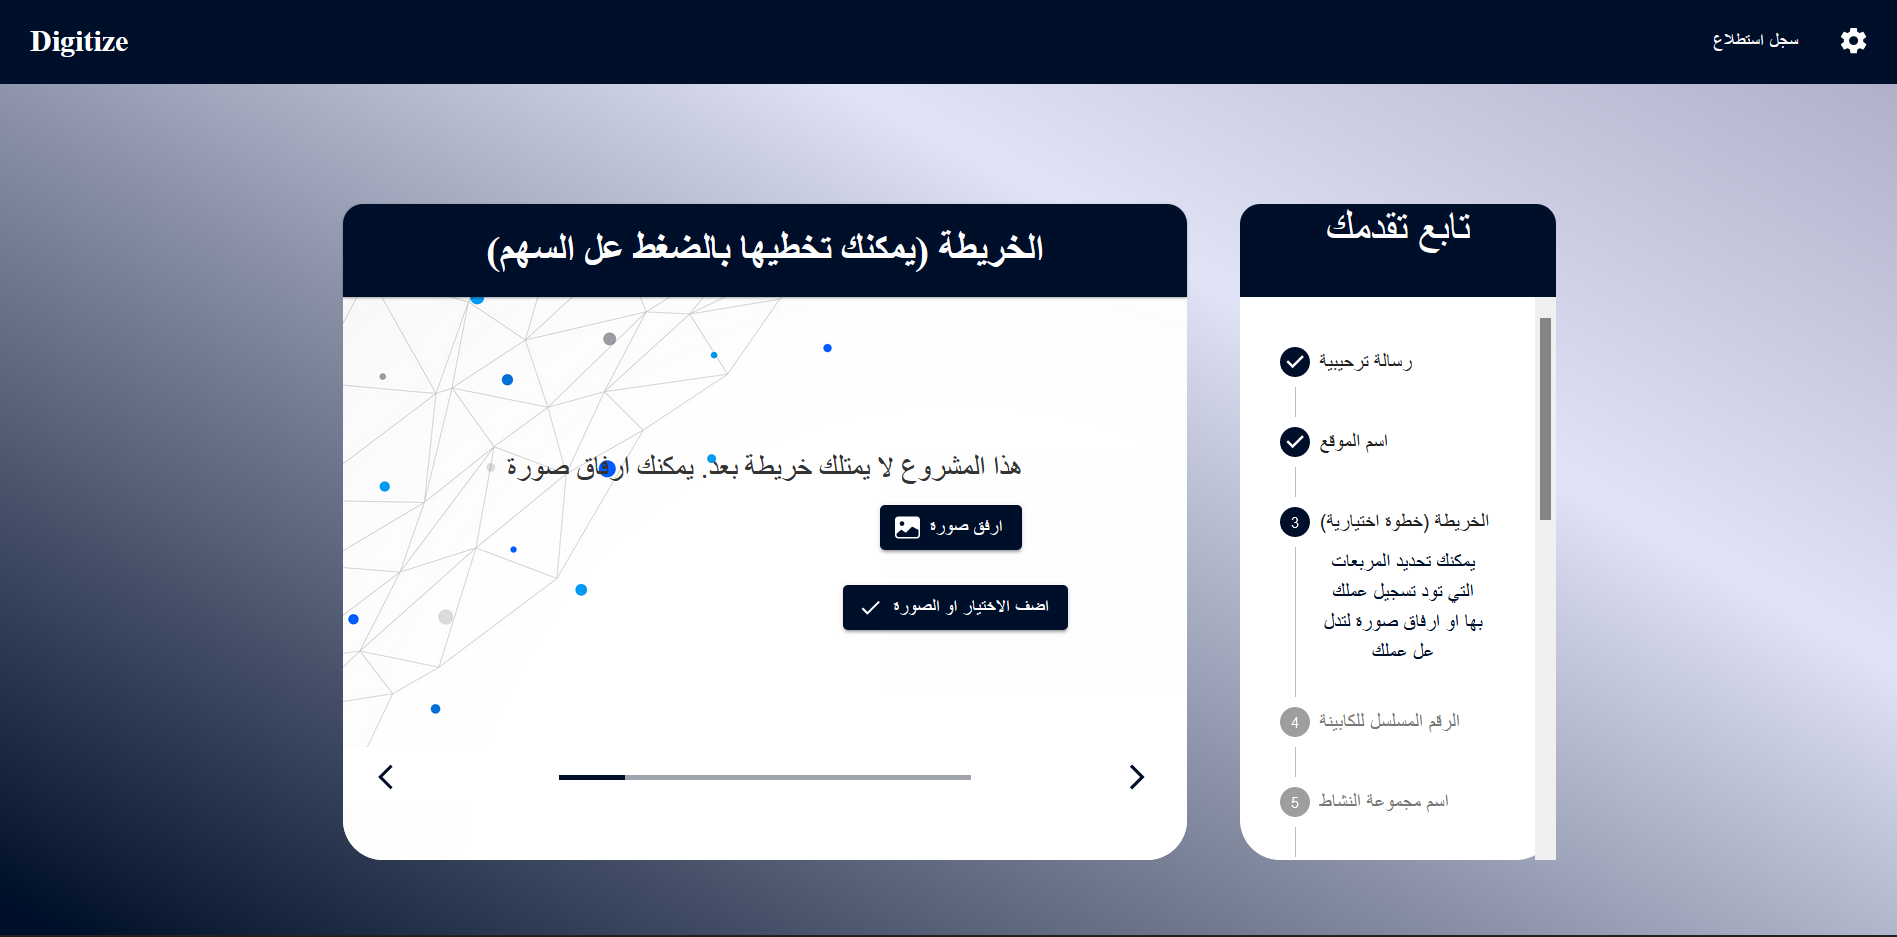 Digitize
سجل استطلاع
الخريطة (يمكنك تخطيها بالضغط عل السهم)
هذا المشروع لا يمتلك خريطة بعد. يمكنك ارفاق صورة
ارفق صورة
اضف الاختيار او الصورة
تابع تقدمك
رسالة ترحيبية
اسم الموقع
3 الخريطة (خطوة اختيارية)
يمكنك تحديد المربعات
التي تود تسجيل عملك
بها او ارفاق صورة لتدل
عل عملك
4 الرقم المسلسل للكابينة
5 اسم مجموعة النشاط